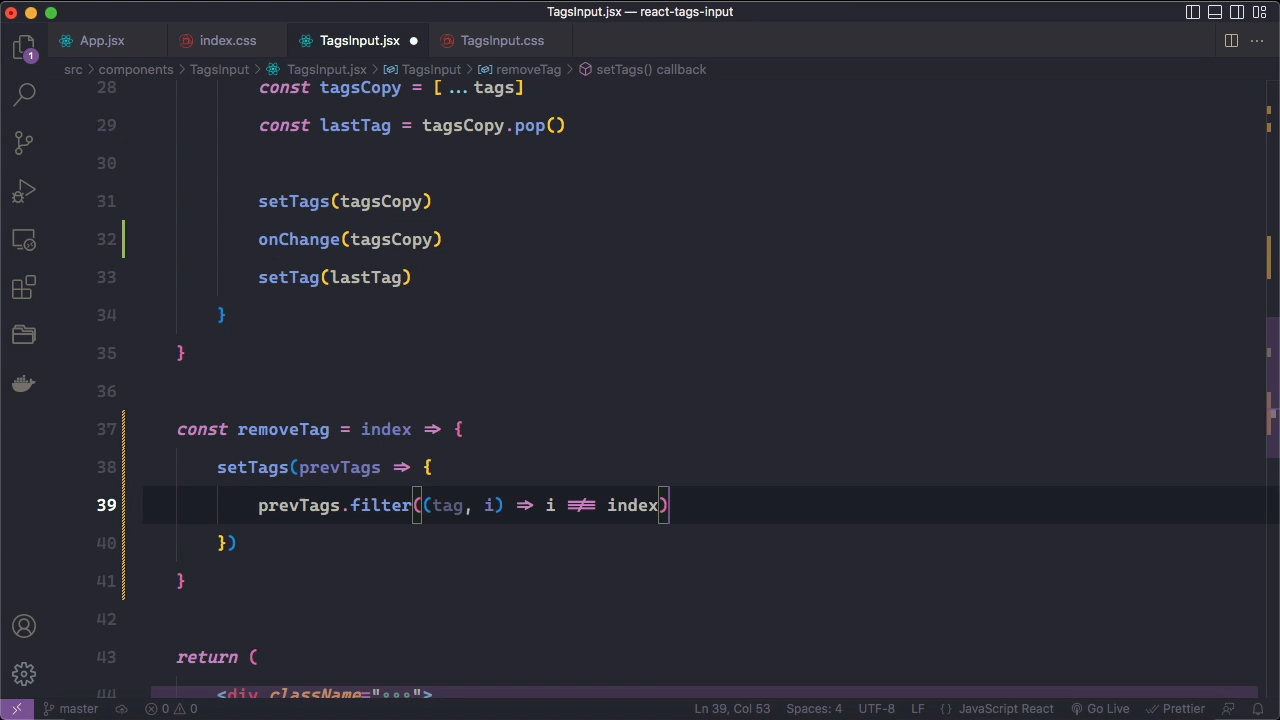 TagsInput.jsx — react-tags-input
App.jsx
index.css
TagsInput.jsx
TagsInput.css
src > components > TagsInput > TagsInput.jsx > TagsInput > removeTag > setTags() callback
1
28 const tagsCopy = [...tags]
29 const lastTag = tagsCopy.pop()
30
31 setTags(tagsCopy)
32 onChange(tagsCopy)
33 setTag(lastTag)
34 }
35 }
36
37 const removeTag = index => {
38 setTags(prevTags => {
39 prevTags.filter((tag, i) => i !== index)
40 })
41 }
42
43 return (
44 <div className="...">
master 0 0 Ln 39, Col 53 Spaces: 4 UTF-8 LF {} JavaScript React Go Live Prettier